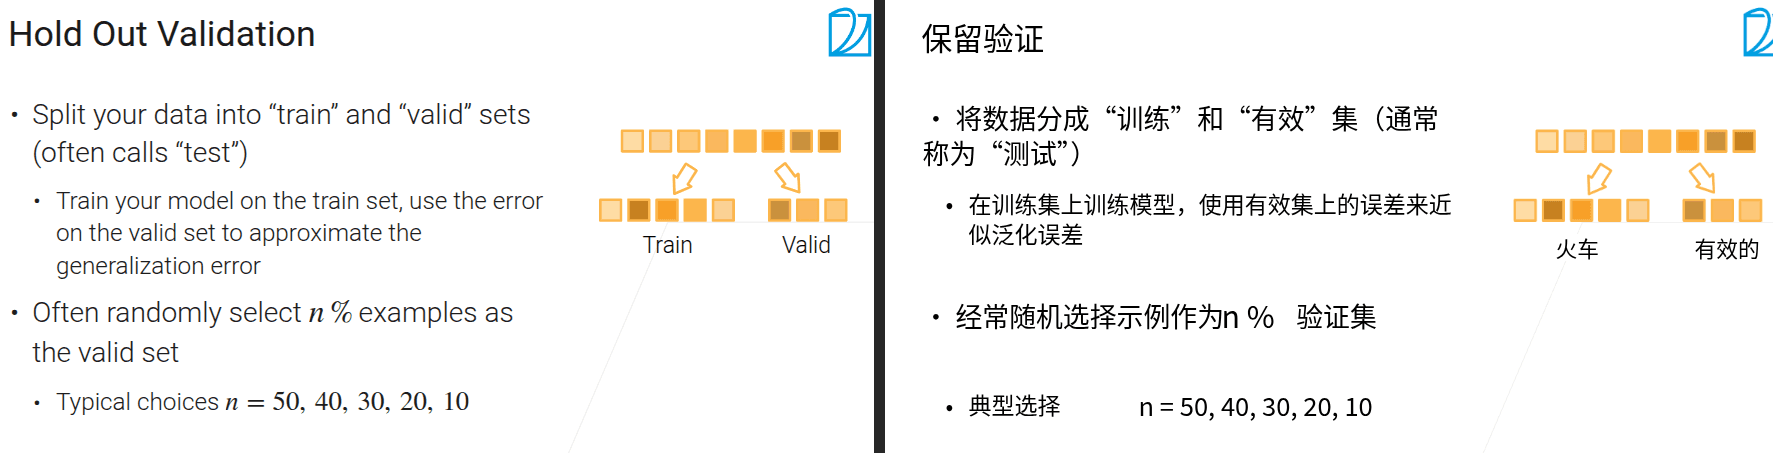 Hold Out Validation
• Split your data into “train” and “valid” sets
(often calls “test”)
• Train your model on the train set, use the error
on the valid set to approximate the
generalization error
• Often randomly select n % examples as
the valid set
• Typical choices n = 50, 40, 30, 20, 10
Train Valid
保留验证
• 将数据分成“训练”和“有效”集（通常
称为“测试”）
• 在训练集上训练模型，使用有效集上的误差来近
似泛化误差
• 经常随机选择示例作为n % 验证集
• 典型选择 n = 50, 40, 30, 20, 10
火车 有效的